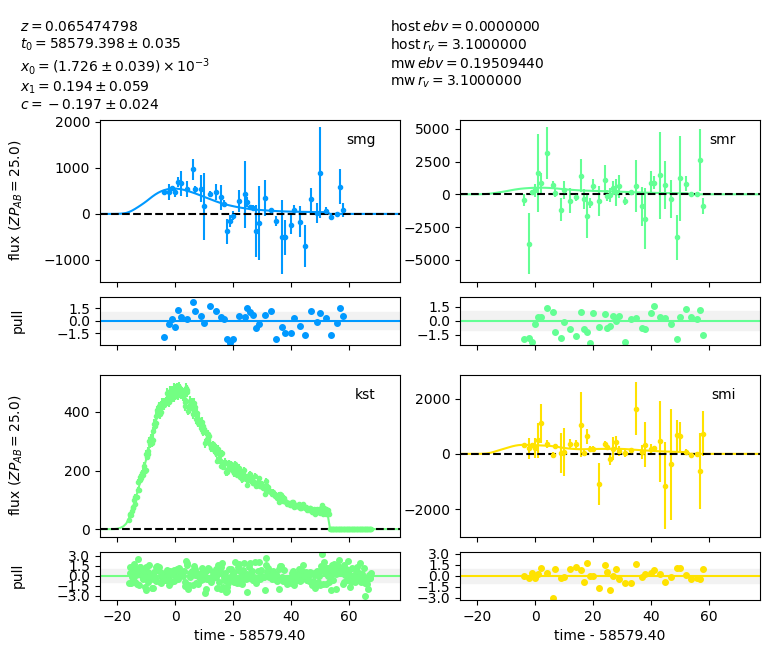 z = 0.065474798
t₀ = 58579.398 ± 0.035
x₀ = (1.726 ± 0.039) × 10⁻³
x₁ = 0.194 ± 0.059
c = −0.197 ± 0.024
host ebv = 0.0000000
host r_v = 3.1000000
mw ebv = 0.19509440
mw r_v = 3.1000000
flux (ZP_AB = 25.0)
2000
1000
0
−1000
smg
5000
2500
0
−2500
−5000
smr
pull
1.5
0.0
−1.5
1.5
0.0
−1.5
flux (ZP_AB = 25.0)
400
200
0
kst
2000
0
−2000
smi
pull
3.0
1.5
0.0
−1.5
−3.0
−20 0 20 40 60
time - 58579.40
3.0
1.5
0.0
−1.5
−3.0
−20 0 20 40 60
time - 58579.40